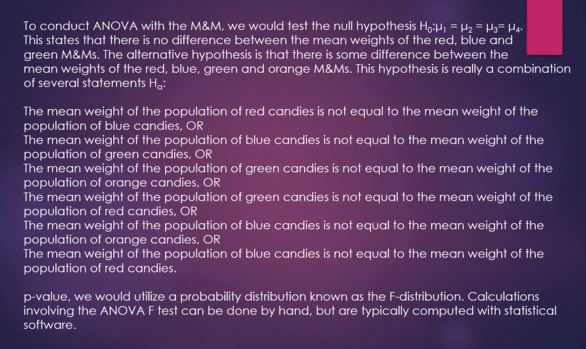 To conduct ANOVA with the M&M, we would test the null hypothesis H₀:μ₁ = μ₂ = μ₃= μ₄.
This states that there is no difference between the mean weights of the red, blue and
green M&Ms. The alternative hypothesis is that there is some difference between the
mean weights of the red, blue, green and orange M&Ms. This hypothesis is really a combination
of several statements Hₐ:
The mean weight of the population of red candies is not equal to the mean weight of the
population of blue candies, OR
The mean weight of the population of blue candies is not equal to the mean weight of the
population of green candies, OR
The mean weight of the population of green candies is not equal to the mean weight of the
population of orange candies, OR
The mean weight of the population of green candies is not equal to the mean weight of the
population of red candies, OR
The mean weight of the population of blue candies is not equal to the mean weight of the
population of orange candies, OR
The mean weight of the population of blue candies is not equal to the mean weight of the
population of red candies.
p-value, we would utilize a probability distribution known as the F-distribution. Calculations
involving the ANOVA F test can be done by hand, but are typically computed with statistical
software.